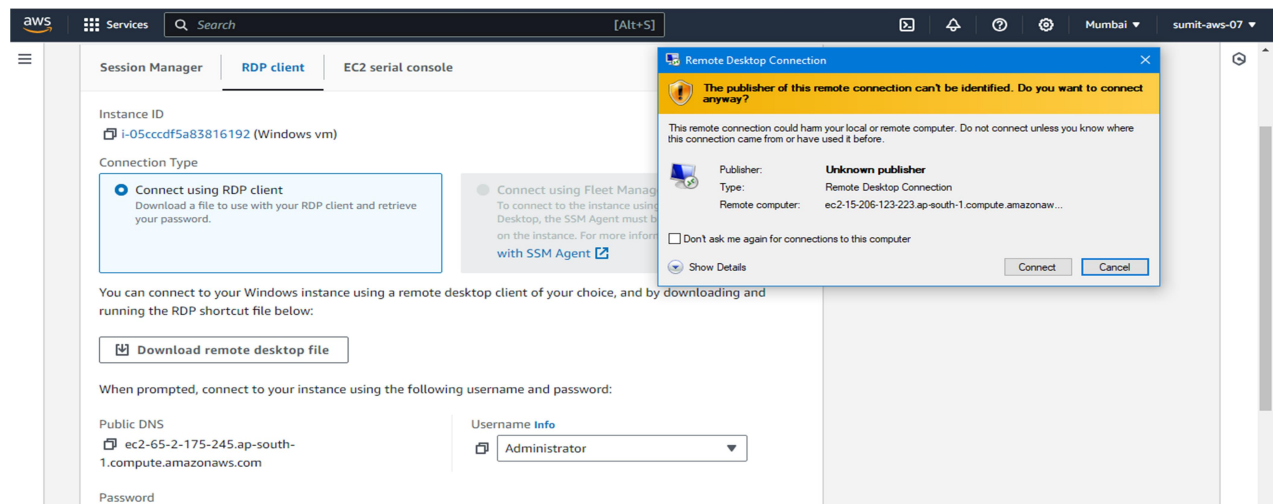 aws
Services
Search [Alt+S]
Mumbai
sumit-aws-07
Session Manager
RDP client
EC2 serial console
Instance ID
i-05cccdf5a83816192 (Windows vm)
Connection Type
Connect using RDP client
Download a file to use with your RDP client and retrieve
your password.
Connect using Fleet Manag
To connect to the instance using
Desktop, the SSM Agent must b
on the instance. For more inform
with SSM Agent
You can connect to your Windows instance using a remote desktop client of your choice, and by downloading and
running the RDP shortcut file below:
Download remote desktop file
When prompted, connect to your instance using the following username and password:
Public DNS
ec2-65-2-175-245.ap-south-
1.compute.amazonaws.com
Username Info
Administrator
Password
Remote Desktop Connection
The publisher of this remote connection can't be identified. Do you want to connect
anyway?
This remote connection could harm your local or remote computer. Do not connect unless you know where
this connection came from or have used it before.
Publisher: Unknown publisher
Type: Remote Desktop Connection
Remote computer: ec2-15-206-123-223.ap-south-1.compute.amazonaw...
Don't ask me again for connections to this computer
Show Details
Connect
Cancel